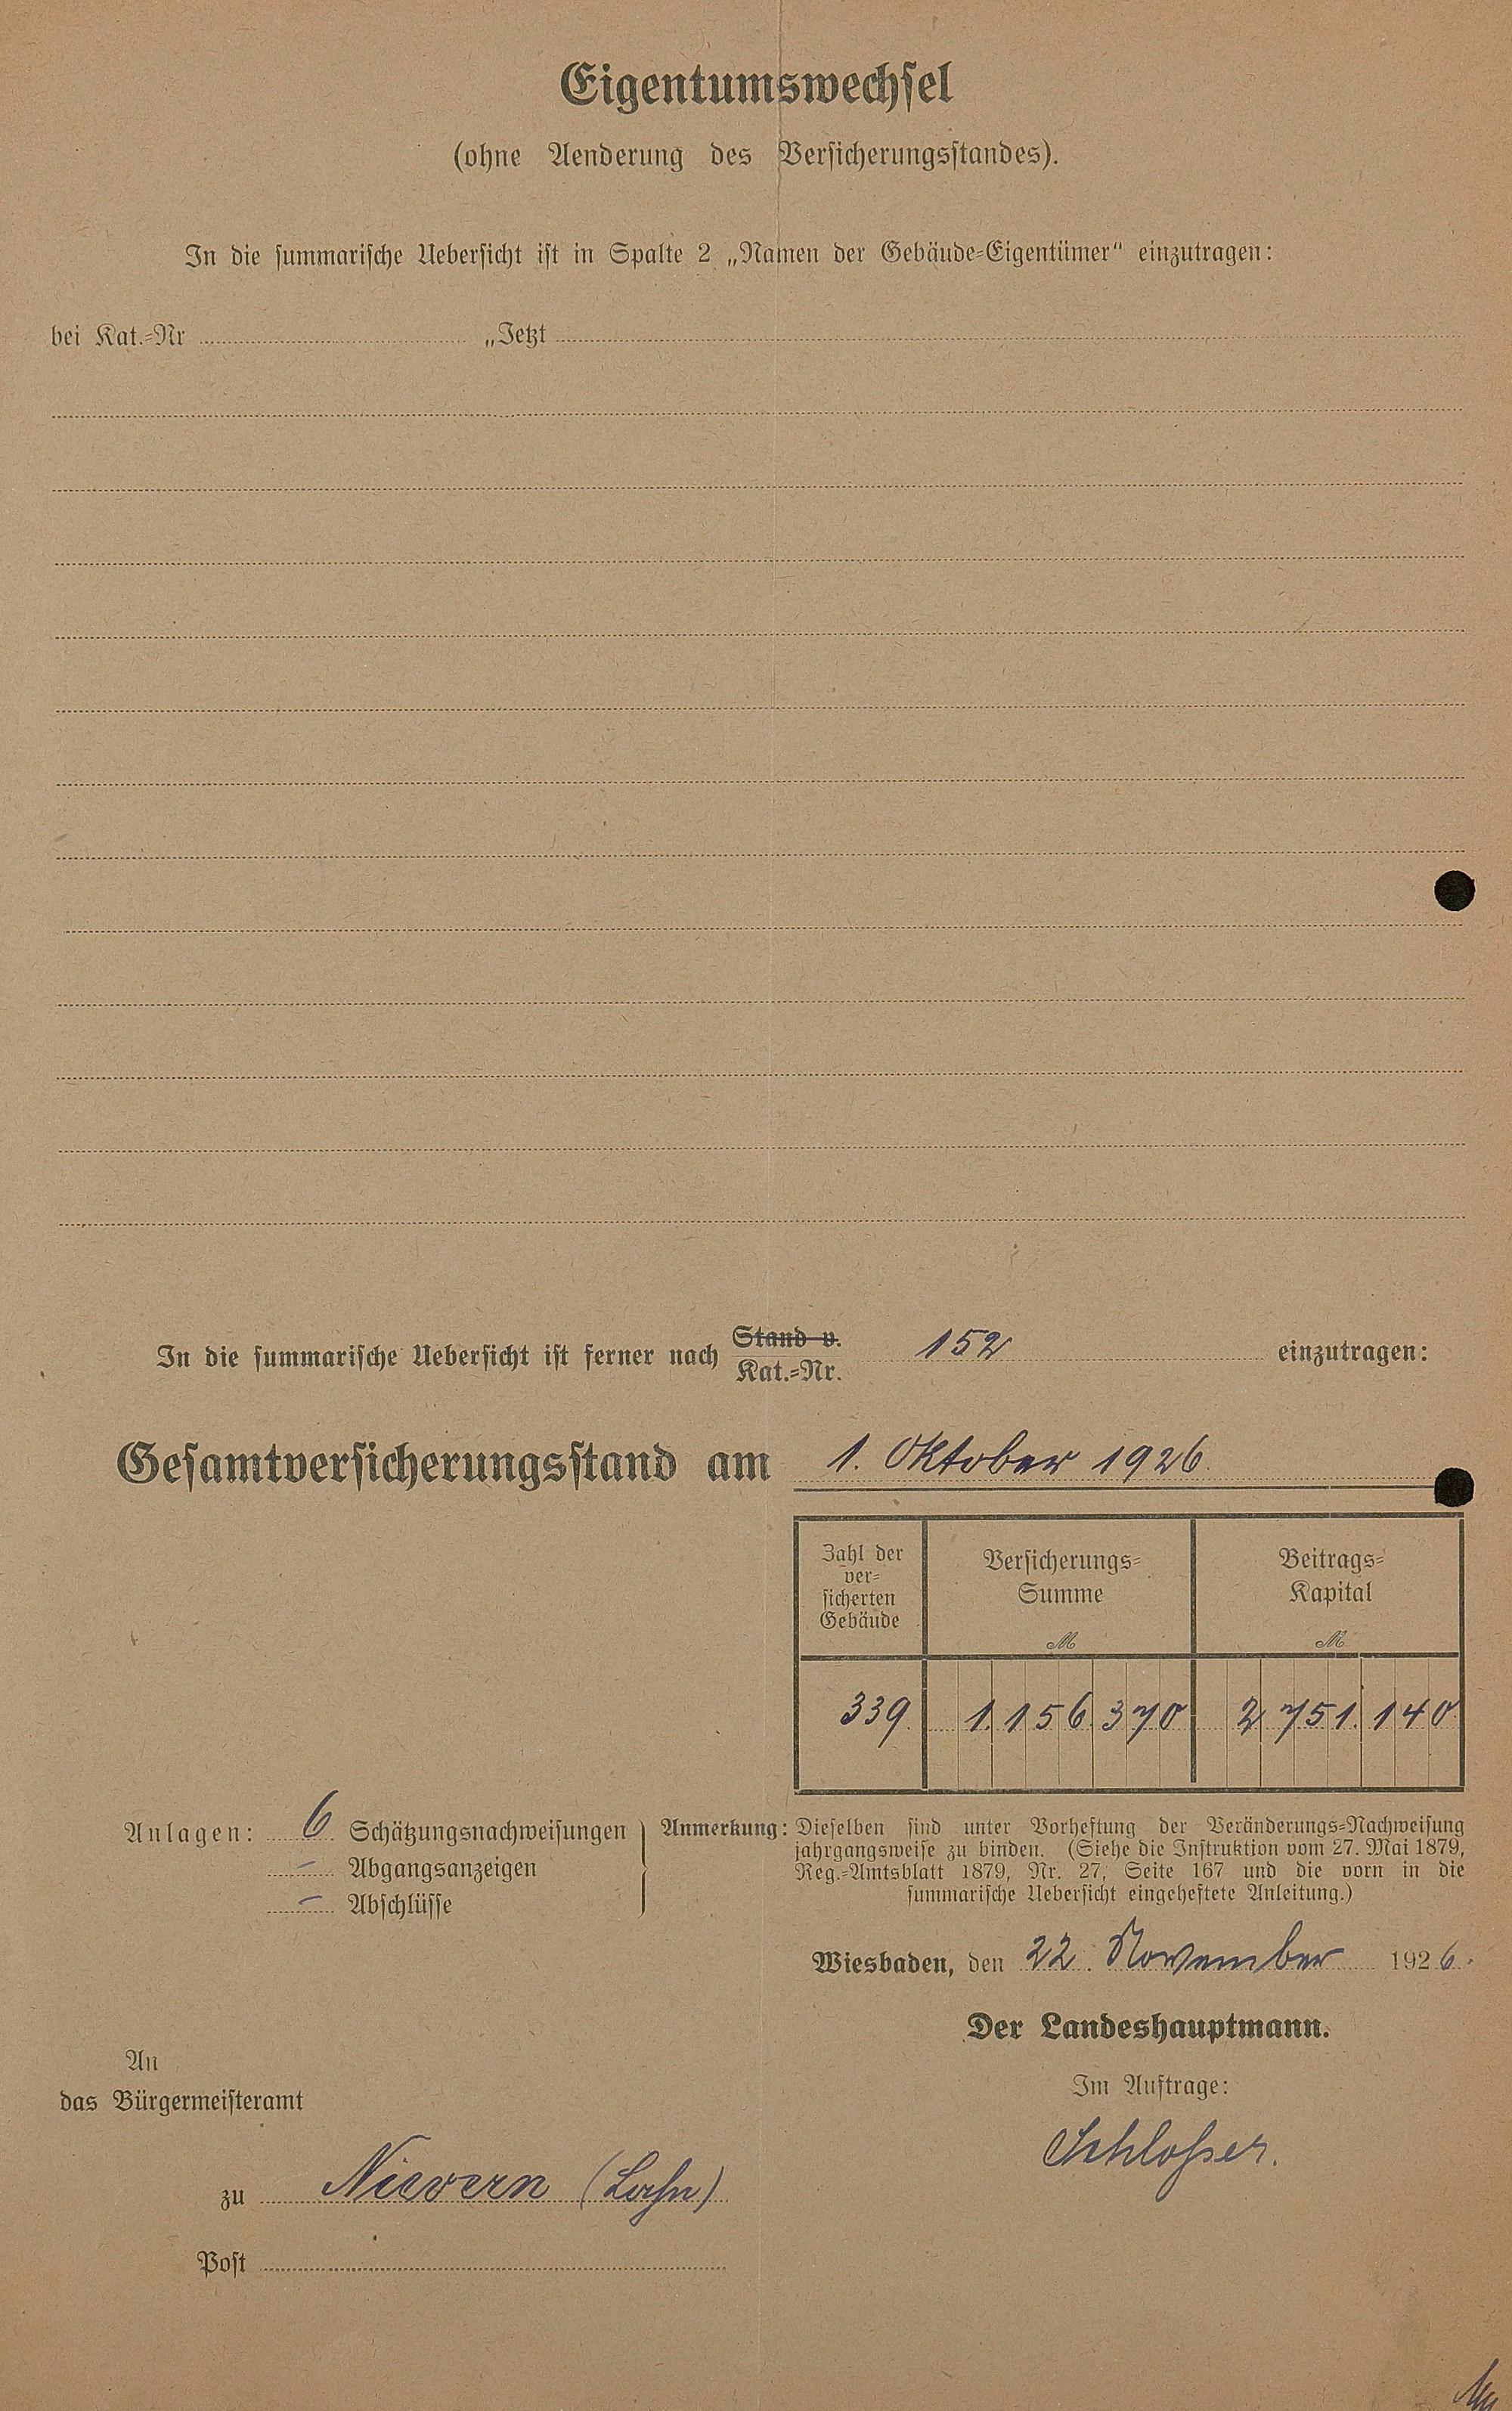 Eigentumswechsel
(ohne Aenderung des Versicherungsstandes).
In die summarische Uebersicht ist in Spalte 2 „Namen der Gebäude-Eigentümer“ einzutragen:
bei Kat.-Nr „Jetzt
In die summarische Uebersicht ist ferner nach Stand v. Kat.-Nr. 152 einzutragen:
Gesamtversicherungsstand am 1. Oktober 1926.
Zahl der
ver-
sicherten
Gebäude
Versicherungs-
Summe
M
Beitrags-
Kapital
M
339. 1.156.370 2 751.140
Anlagen: 6 Schätzungsnachweisungen
- Abgangsanzeigen
- Abschlüsse
Anmerkung: Dieselben sind unter Vorheftung der Veränderungs-Nachweisung
jahrgangsweise zu binden. (Siehe die Instruktion vom 27. Mai 1879,
Reg.-Amtsblatt 1879, Nr. 27, Seite 167 und die vorn in die
summarische Uebersicht eingeheftete Anleitung.)
Wiesbaden, den 22. November 1926.
Der Landeshauptmann.
Im Auftrage:
Schlosser.
An
das Bürgermeisteramt
zu Nievern (Lahn)
Post